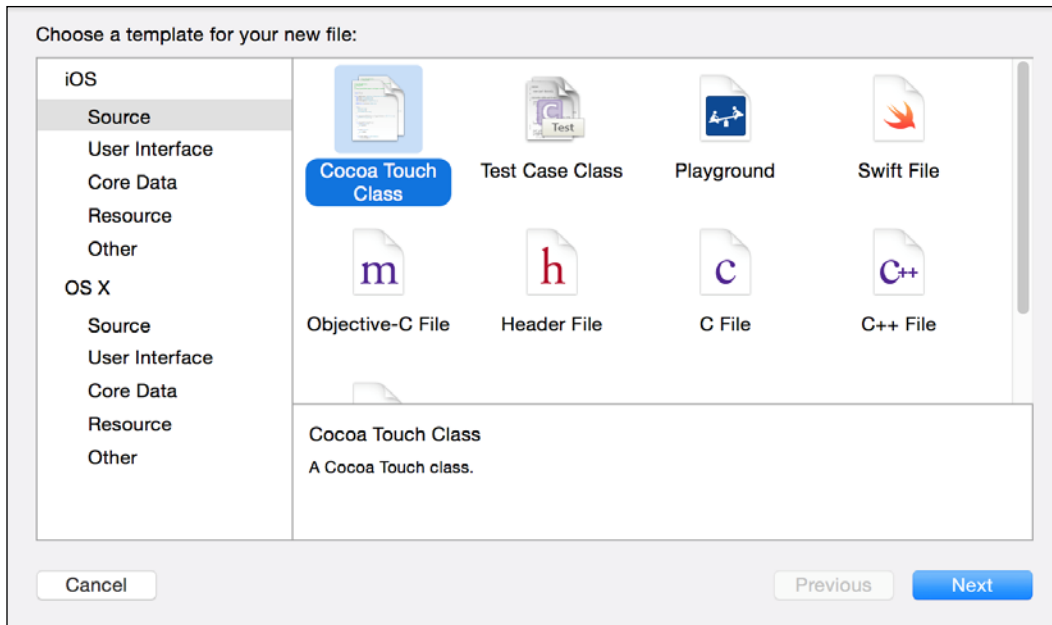 Choose a template for your new file:
iOS
Source
User Interface
Core Data
Resource
Other
OS X
Source
User Interface
Core Data
Resource
Other
Test
Cocoa Touch
Class
Test Case Class
Playground
Swift File
m
h
c
C++
Objective-C File
Header File
C File
C++ File
Cocoa Touch Class
A Cocoa Touch class.
Cancel
Previous
Next